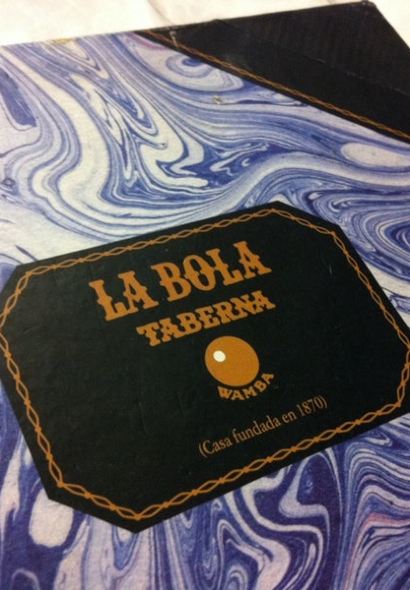 LA BOLA
TABERNA
WAMBA
(Casa fundada en 1870)